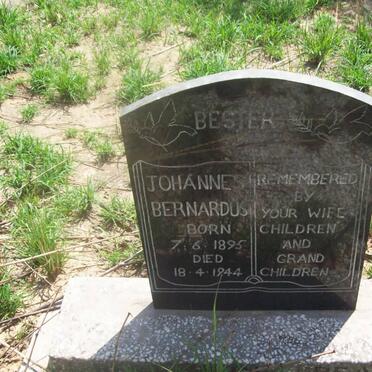 BESTER
JOHANNES
BERNARDUS
BORN
7.6.1895
DIED
18.4.1944
REMEMBERED
BY
YOUR WIFE
CHILDREN
AND
GRAND
CHILDREN